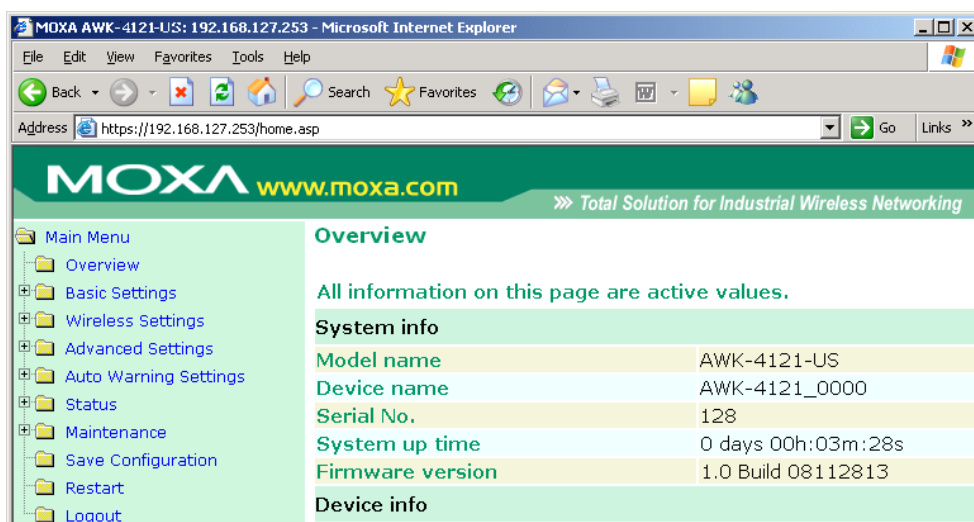 MOXA AWK-4121-US: 192.168.127.253 - Microsoft Internet Explorer
File Edit View Favorites Tools Help
Back Search Favorites
Address https://192.168.127.253/home.asp Go Links »
MOXA www.moxa.com
»» Total Solution for Industrial Wireless Networking
Main Menu
Overview
Basic Settings
Wireless Settings
Advanced Settings
Auto Warning Settings
Status
Maintenance
Save Configuration
Restart
Logout
Overview
All information on this page are active values.
System info
Model name AWK-4121-US
Device name AWK-4121_0000
Serial No. 128
System up time 0 days 00h:03m:28s
Firmware version 1.0 Build 08112813
Device info